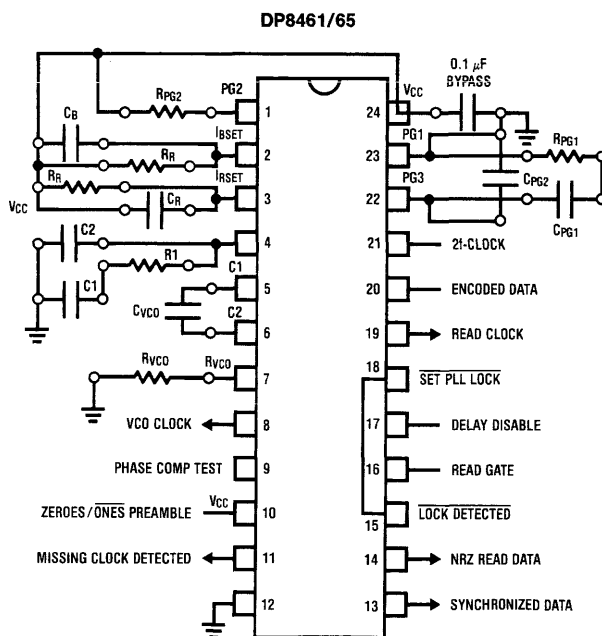 DP8461/65
0.1 μF
BYPASS
VCC
RPG2
PG2
1
24
CB
IBSET
2
PG1
23
RPG1
RR
RR
IRSET
3
PG3
22
CPG2
VCC
CR
CPG1
C2
4
21
2f-CLOCK
R1
C1
C1
5
20
ENCODED DATA
CVCO
C2
6
19
READ CLOCK
RVCO
RVCO
7
18
SET PLL LOCK
VCO CLOCK
8
17
DELAY DISABLE
PHASE COMP TEST
9
16
READ GATE
ZEROES/ONES PREAMBLE
VCC
10
15
LOCK DETECTED
MISSING CLOCK DETECTED
11
14
NRZ READ DATA
12
13
SYNCHRONIZED DATA